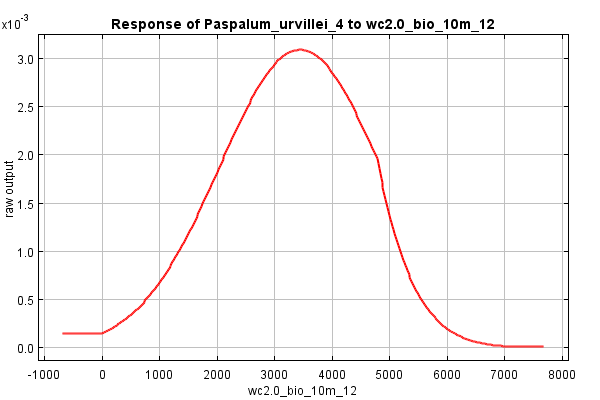 x10-3
Response of Paspalum_urvillei_4 to wc2.0_bio_10m_12
3.0
2.5
2.0
1.5
1.0
0.5
0.0
raw output
-1000 0 1000 2000 3000 4000 5000 6000 7000 8000
wc2.0_bio_10m_12